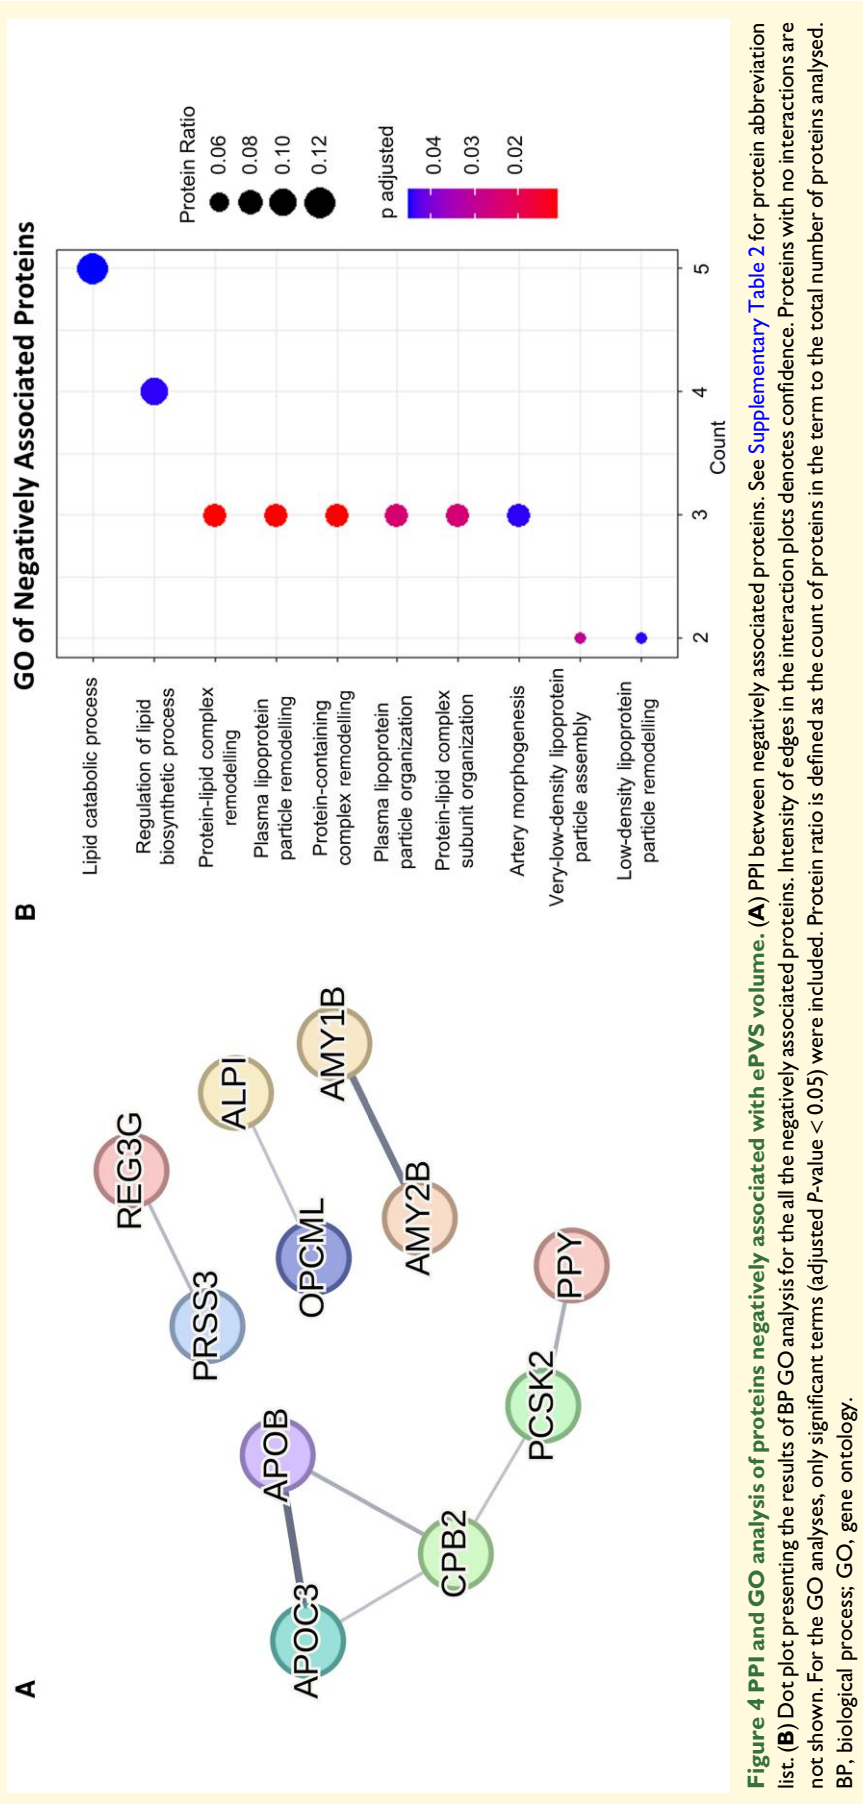 A
REG3G
PRSS3
ALPI
OPCML
AMY1B
AMY2B
APOB
APOC3
CPB2
PCSK2
PPY
B
GO of Negatively Associated Proteins
Lipid catabolic process
Regulation of lipid
biosynthetic process
Protein-lipid complex
remodelling
Plasma lipoprotein
particle remodelling
Protein-containing
complex remodelling
Plasma lipoprotein
particle organization
Protein-lipid complex
subunit organization
Artery morphogenesis
Very-low-density lipoprotein
particle assembly
Low-density lipoprotein
particle remodelling
2 3 4 5
Count
Protein Ratio
0.06
0.08
0.10
0.12
p adjusted
0.04
0.03
0.02
Figure 4 PPI and GO analysis of proteins negatively associated with ePVS volume. (A) PPI between negatively associated proteins. See Supplementary Table 2 for protein abbreviation
list. (B) Dot plot presenting the results of BP GO analysis for the all the negatively associated proteins. Intensity of edges in the interaction plots denotes confidence. Proteins with no interactions are
not shown. For the GO analyses, only significant terms (adjusted P-value < 0.05) were included. Protein ratio is defined as the count of proteins in the term to the total number of proteins analysed.
BP, biological process; GO, gene ontology.